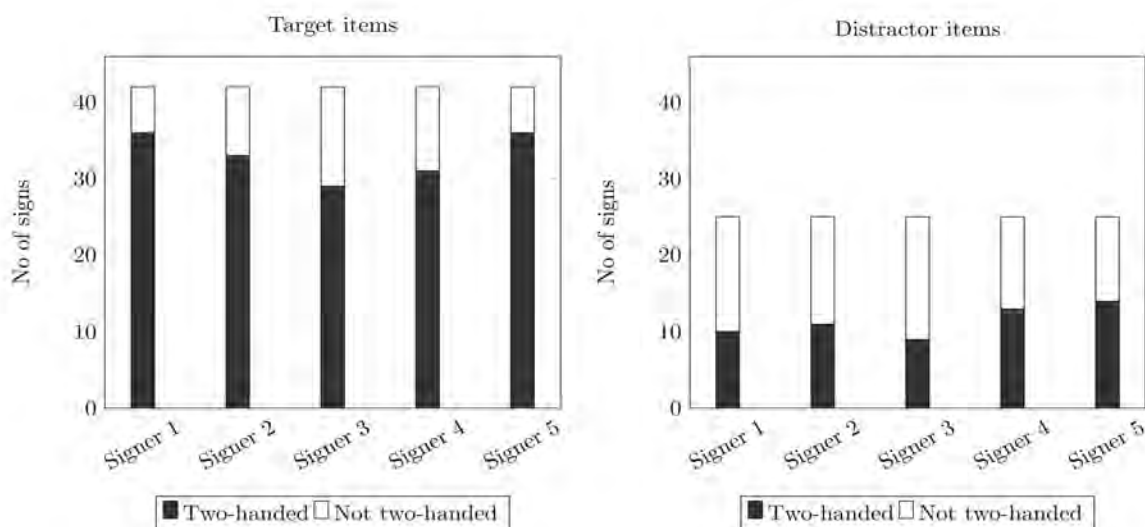 Target items
No of signs
40
30
20
10
0
Signer 1
Signer 2
Signer 3
Signer 4
Signer 5
Two-handed
Not two-handed
Distractor items
No of signs
40
30
20
10
0
Signer 1
Signer 2
Signer 3
Signer 4
Signer 5
Two-handed
Not two-handed